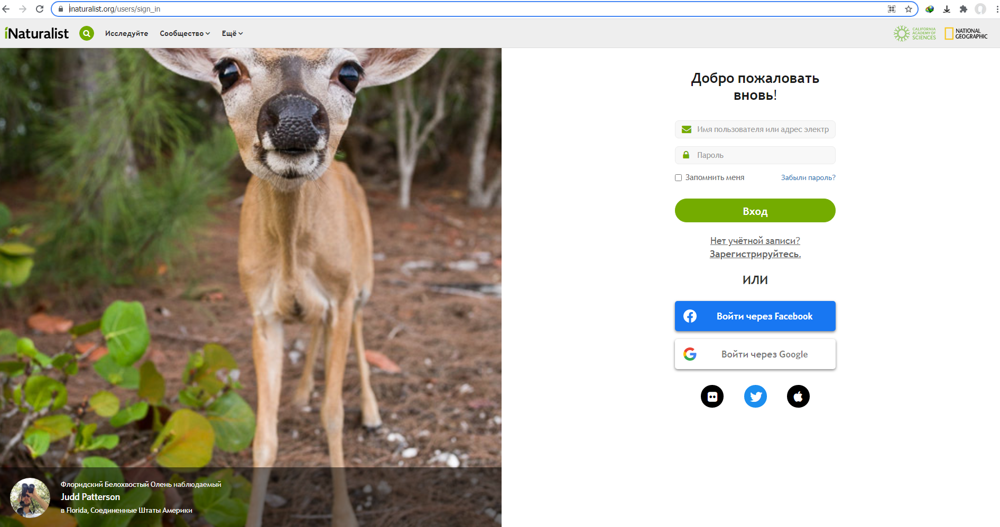 inaturalist.org/users/sign_in
iNaturalist
Исследуйте
Сообщество
Ещё
CALIFORNIA
ACADEMY OF
SCIENCES
NATIONAL
GEOGRAPHIC
Добро пожаловать
вновь!
Имя пользователя или адрес электр
Пароль
Запомнить меня
Забыли пароль?
Вход
Нет учётной записи?
Зарегистрируйтесь.
ИЛИ
Войти через Facebook
Войти через Google
Флоридский Белохвостый Олень наблюдаемый
Judd Patterson
в Florida, Соединенные Штаты Америки